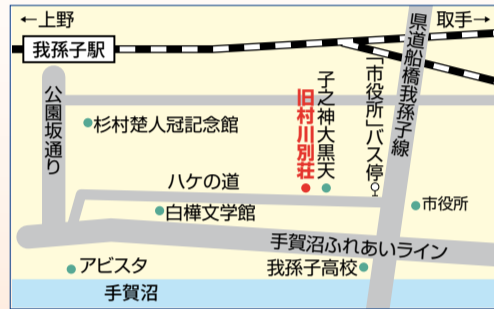 ←上野
取手→
我孫子駅
公園坂通り
杉村楚人冠記念館
旧村川別荘
子之神大黒天
「市役所」バス停
県道船橋我孫子線
ハケの道
白樺文学館
市役所
手賀沼ふれあいライン
アビスタ
我孫子高校
手賀沼